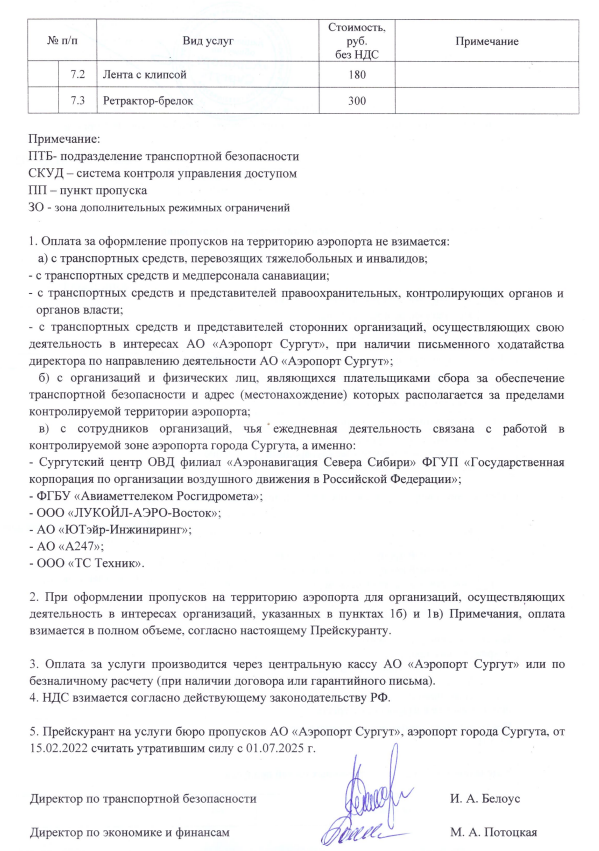 № п/п Вид услуг Стоимость, руб. без НДС Примечание
7.2 Лента с клипсой 180
7.3 Ретрактор-брелок 300
Примечание:
ПТБ- подразделение транспортной безопасности
СКУД – система контроля управления доступом
ПП – пункт пропуска
ЗО - зона дополнительных режимных ограничений
1. Оплата за оформление пропусков на территорию аэропорта не взимается:
а) с транспортных средств, перевозящих тяжелобольных и инвалидов;
- с транспортных средств и медперсонала санавиации;
- с транспортных средств и представителей правоохранительных, контролирующих органов и
органов власти;
- с транспортных средств и представителей сторонних организаций, осуществляющих свою
деятельность в интересах АО «Аэропорт Сургут», при наличии письменного ходатайства
директора по направлению деятельности АО «Аэропорт Сургут»;
б) с организаций и физических лиц, являющихся плательщиками сбора за обеспечение
транспортной безопасности и адрес (местонахождение) которых располагается за пределами
контролируемой территории аэропорта;
в) с сотрудников организаций, чья ежедневная деятельность связана с работой в
контролируемой зоне аэропорта города Сургута, а именно:
- Сургутский центр ОВД филиал «Аэронавигация Севера Сибири» ФГУП «Государственная
корпорация по организации воздушного движения в Российской Федерации»;
- ФГБУ «Авиаметтелеком Росгидромета»;
- ООО «ЛУКОЙЛ-АЭРО-Восток»;
- АО «ЮТэйр-Инжиниринг»;
- АО «А247»;
- ООО «ТС Техник».
2. При оформлении пропусков на территорию аэропорта для организаций, осуществляющих
деятельность в интересах организаций, указанных в пунктах 1б) и 1в) Примечания, оплата
взимается в полном объеме, согласно настоящему Прейскуранту.
3. Оплата за услуги производится через центральную кассу АО «Аэропорт Сургут» или по
безналичному расчету (при наличии договора или гарантийного письма).
4. НДС взимается согласно действующему законодательству РФ.
5. Прейскурант на услуги бюро пропусков АО «Аэропорт Сургут», аэропорт города Сургута, от
15.02.2022 считать утратившим силу с 01.07.2025 г.
Директор по транспортной безопасности И. А. Белоус
Директор по экономике и финансам М. А. Потоцкая